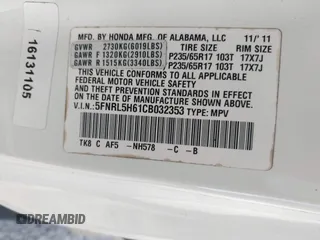 MFD. BY HONDA MFG. OF ALABAMA, LLC 11/'11
GVWR 2730KG(6019LBS) TIRE SIZE RIM SIZE
GAWR F 1320KG(2910LBS) P235/65R17 103T 17X7J
GAWR R 1515KG(3340LBS) P235/65R17 103T 17X7J
THIS VEHICLE CONFORMS TO ALL APPLICABLE FEDERAL
MOTOR VEHICLE SAFETY AND THEFT PREVENTION
STANDARDS IN EFFECT ON THE DATE OF MANUFACTURE
SHOWN ABOVE.
V.I.N.: 5FNRL5H61CB032353 TYPE: MPV
TK8 C AF5 -NH578 -C -B
16131105
© AUTOBIDMASTER
AUTOBIDMASTER.COM